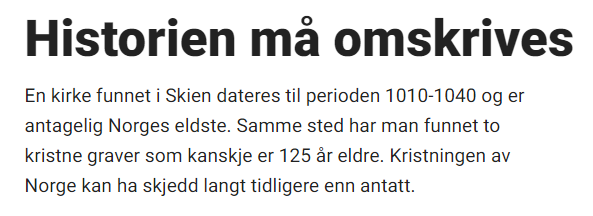 Historien må omskrives
En kirke funnet i Skien dateres til perioden 1010-1040 og er
antagelig Norges eldste. Samme sted har man funnet to
kristne graver som kanskje er 125 år eldre. Kristningen av
Norge kan ha skjedd langt tidligere enn antatt.